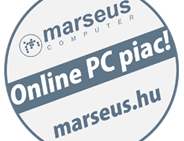 marseus
COMPUTER
Online PC piac!
marseus.hu